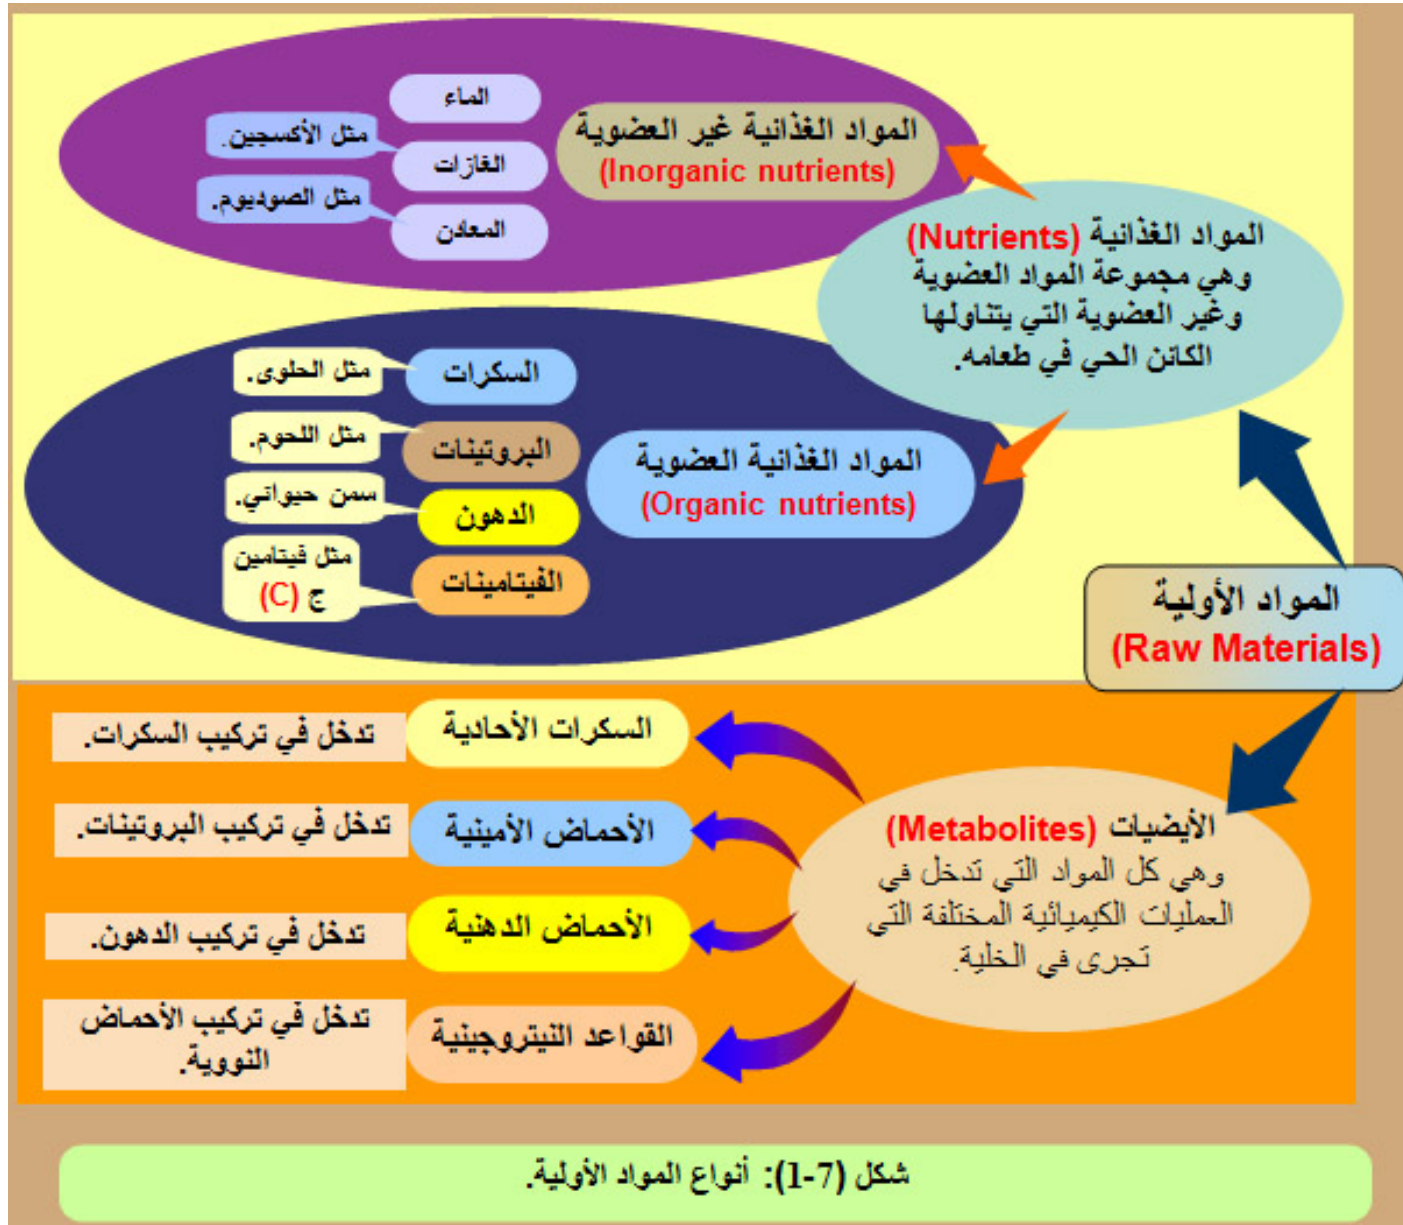 المواد الأولية
(Raw Materials)
المواد الغذائية (Nutrients)
وهي مجموعة المواد العضوية
وغير العضوية التي يتناولها
الكائن الحي في طعامه.
المواد الغذائية غير العضوية
(Inorganic nutrients)
الماء
الغازات
مثل الأكسجين.
المعادن
مثل الصوديوم.
المواد الغذائية العضوية
(Organic nutrients)
السكرات
مثل الحلوى.
البروتينات
مثل اللحوم.
الدهون
سمن حيواني.
الفيتامينات
مثل فيتامين
ج (C)
الأيضيات (Metabolites)
وهي كل المواد التي تدخل في
العمليات الكيميائية المختلفة التي
تجرى في الخلية.
السكرات الأحادية
تدخل في تركيب السكرات.
الأحماض الأمينية
تدخل في تركيب البروتينات.
الأحماض الدهنية
تدخل في تركيب الدهون.
القواعد النيتروجينية
تدخل في تركيب الأحماض
النووية.
شكل (7-1): أنواع المواد الأولية.